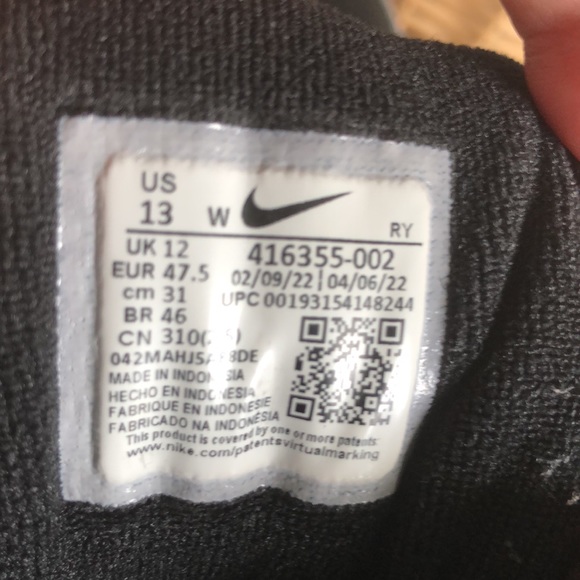 US
13 W
RY
UK 12
EUR 47.5
cm 31
BR 46
CN
416355-002
02/09/22 | 04/06/22
UPC 00193154148244
MADE IN INDONESIA
HECHO EN INDONESIA
FABRIQUE EN INDONESIE
FABRICADO NA INDONÉSIA
This product is covered by one or more patents:
www.nike.com/patentsvirtualmarking